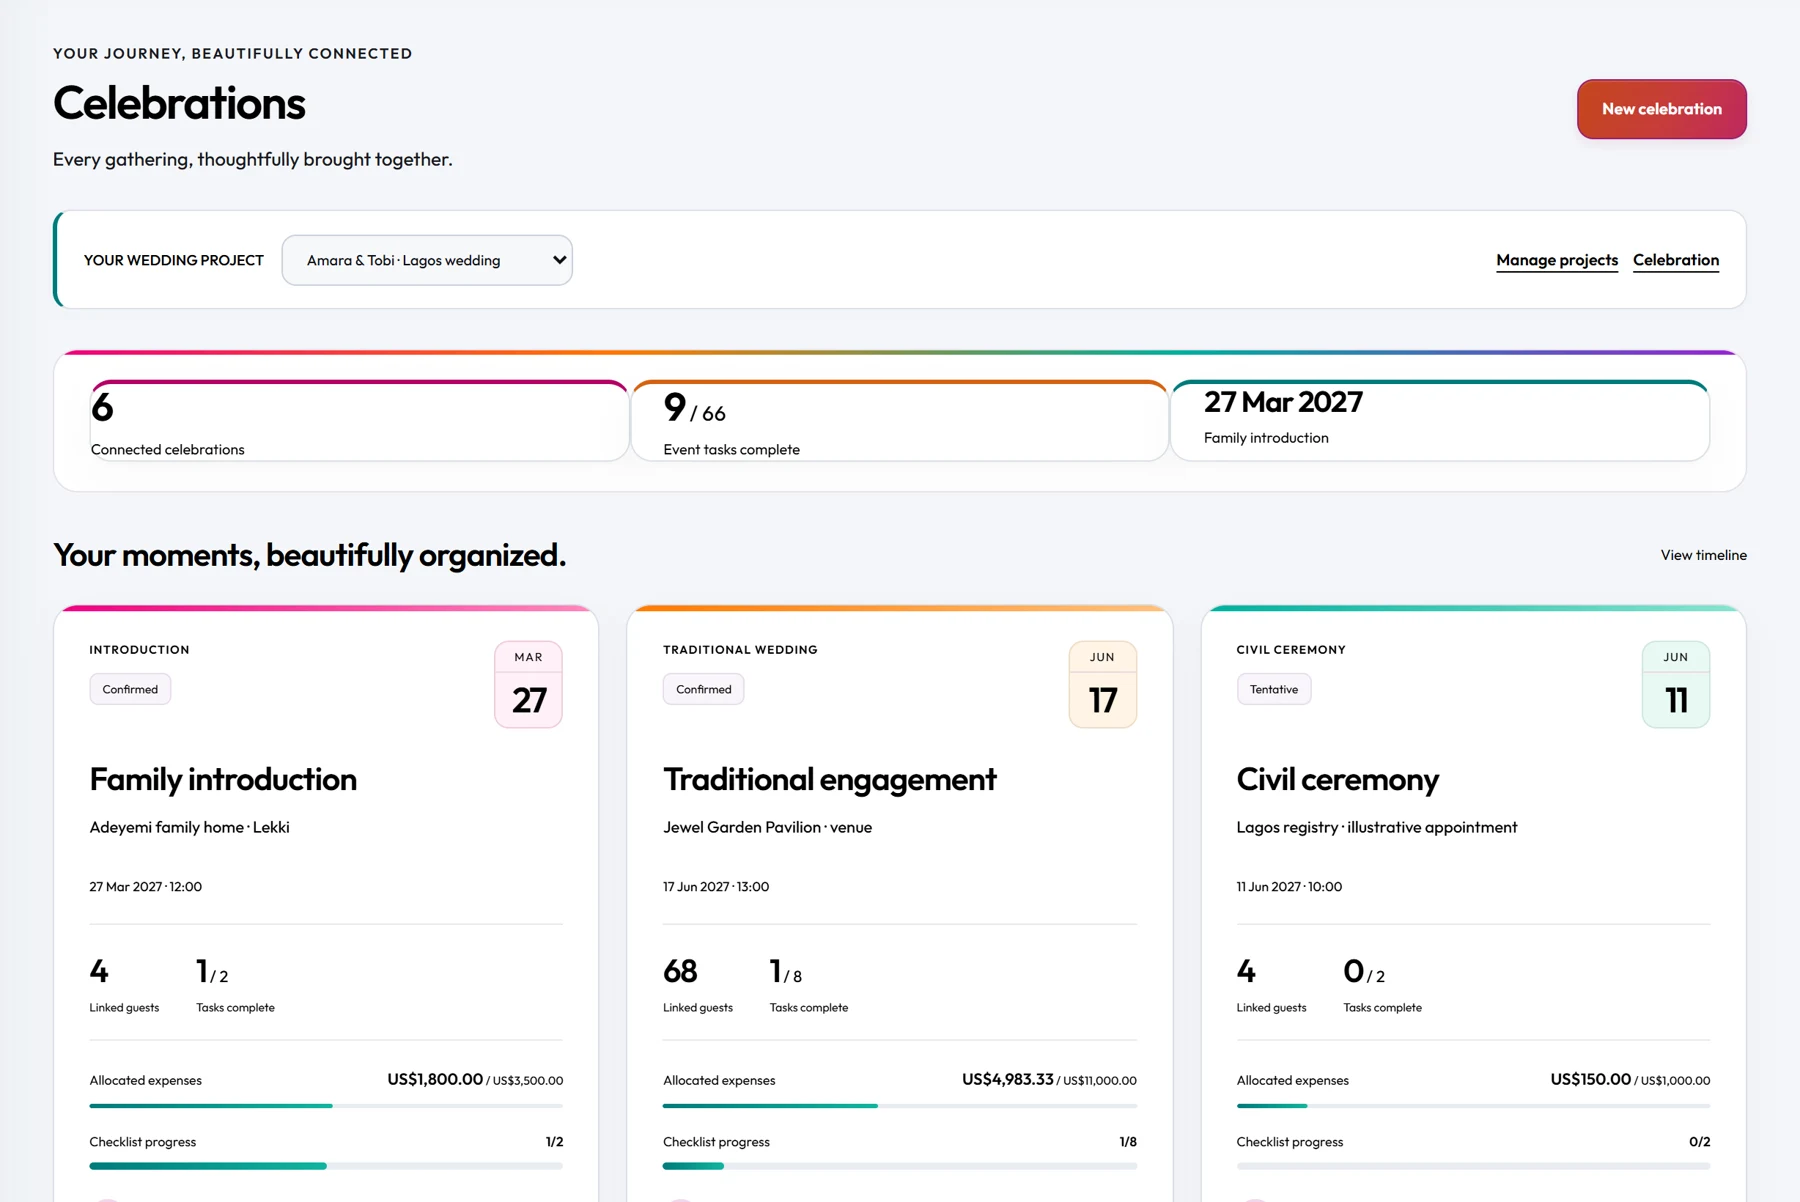 YOUR JOURNEY, BEAUTIFULLY CONNECTED
Celebrations
Every gathering, thoughtfully brought together.
New celebration
YOUR WEDDING PROJECT
Amara & Tobi · Lagos wedding
Manage projects
Celebration
6
Connected celebrations
9 / 66
Event tasks complete
27 Mar 2027
Family introduction
Your moments, beautifully organized.
View timeline
INTRODUCTION
Confirmed
MAR
27
Family introduction
Adeyemi family home · Lekki
27 Mar 2027 · 12:00
4
Linked guests
1 / 2
Tasks complete
Allocated expenses
US$1,800.00 / US$3,500.00
Checklist progress
1/2
TRADITIONAL WEDDING
Confirmed
JUN
17
Traditional engagement
Jewel Garden Pavilion · venue
17 Jun 2027 · 13:00
68
Linked guests
1 / 8
Tasks complete
Allocated expenses
US$4,983.33 / US$11,000.00
Checklist progress
1/8
CIVIL CEREMONY
Tentative
JUN
11
Civil ceremony
Lagos registry · illustrative appointment
11 Jun 2027 · 10:00
4
Linked guests
0 / 2
Tasks complete
Allocated expenses
US$150.00 / US$1,000.00
Checklist progress
0/2